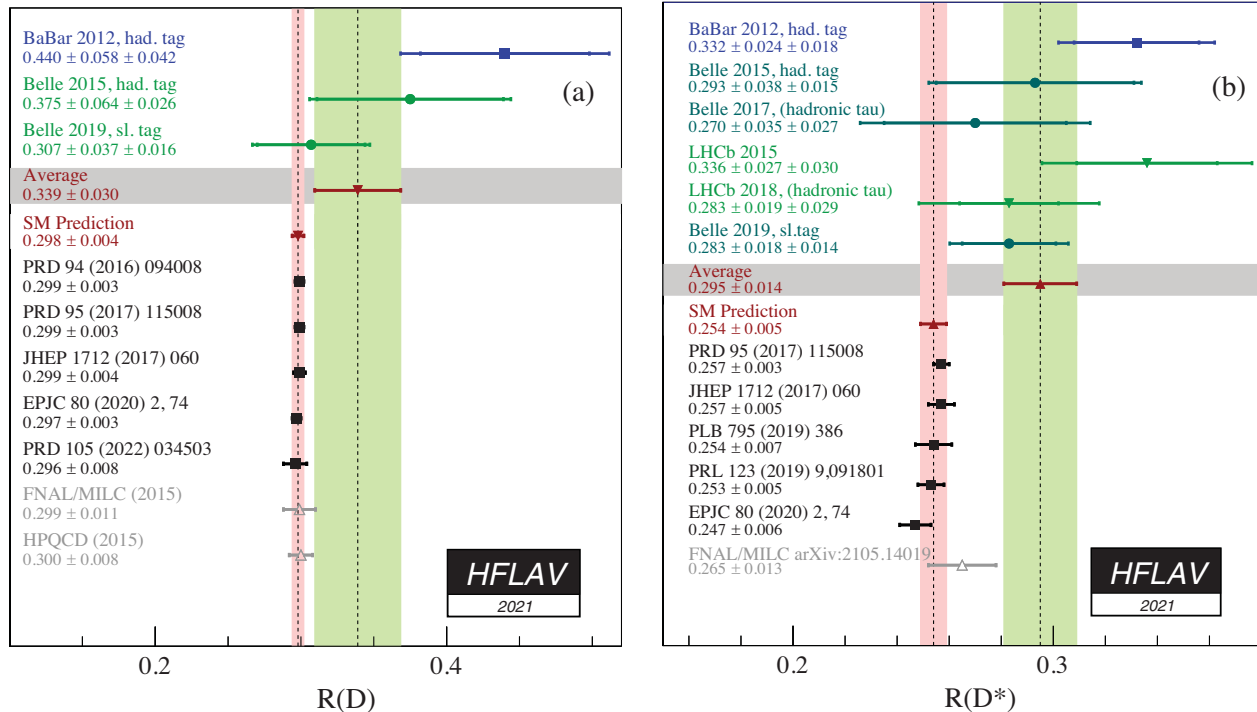 BaBar 2012, had. tag
0.440 ± 0.058 ± 0.042
Belle 2015, had. tag
0.375 ± 0.064 ± 0.026
Belle 2019, sl. tag
0.307 ± 0.037 ± 0.016
Average
0.339 ± 0.030
SM Prediction
0.298 ± 0.004
PRD 94 (2016) 094008
0.299 ± 0.003
PRD 95 (2017) 115008
0.299 ± 0.003
JHEP 1712 (2017) 060
0.299 ± 0.004
EPJC 80 (2020) 2, 74
0.297 ± 0.003
PRD 105 (2022) 034503
0.296 ± 0.008
FNAL/MILC (2015)
0.299 ± 0.011
HPQCD (2015)
0.300 ± 0.008
(a)
HFLAV
2021
0.2 0.4
R(D)
BaBar 2012, had. tag
0.332 ± 0.024 ± 0.018
Belle 2015, had. tag
0.293 ± 0.038 ± 0.015
Belle 2017, (hadronic tau)
0.270 ± 0.035 ± 0.027
LHCb 2015
0.336 ± 0.027 ± 0.030
LHCb 2018, (hadronic tau)
0.283 ± 0.019 ± 0.029
Belle 2019, sl.tag
0.283 ± 0.018 ± 0.014
Average
0.295 ± 0.014
SM Prediction
0.254 ± 0.005
PRD 95 (2017) 115008
0.257 ± 0.003
JHEP 1712 (2017) 060
0.257 ± 0.005
PLB 795 (2019) 386
0.254 ± 0.007
PRL 123 (2019) 9,091801
0.253 ± 0.005
EPJC 80 (2020) 2, 74
0.247 ± 0.006
FNAL/MILC arXiv:2105.14019
0.265 ± 0.013
(b)
HFLAV
2021
0.2 0.3
R(D*)